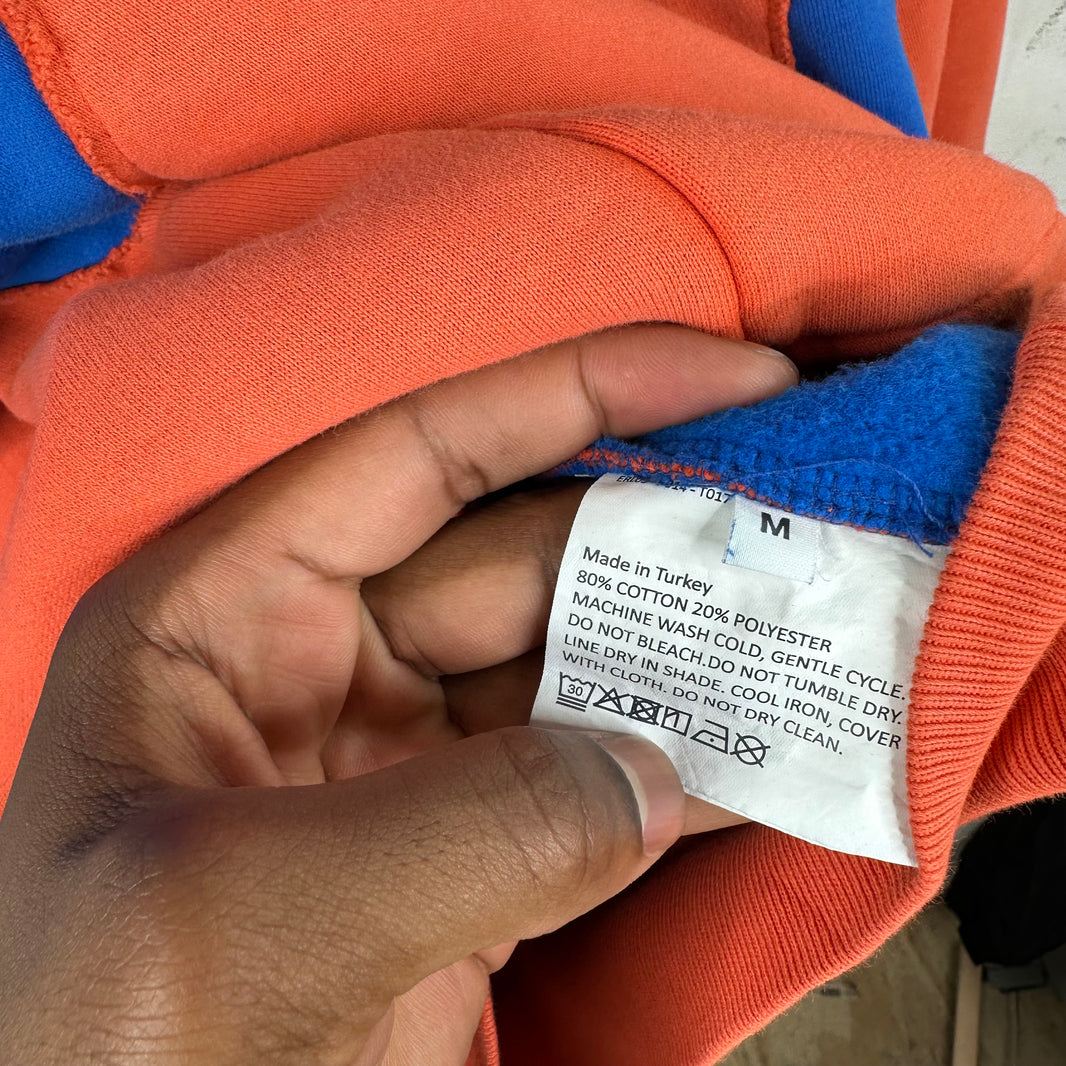 M
Made in Turkey
80% COTTON 20% POLYESTER
MACHINE WASH COLD, GENTLE CYCLE.
DO NOT BLEACH.DO NOT TUMBLE DRY.
LINE DRY IN SHADE. COOL IRON, COVER
WITH CLOTH. DO NOT DRY CLEAN.
30